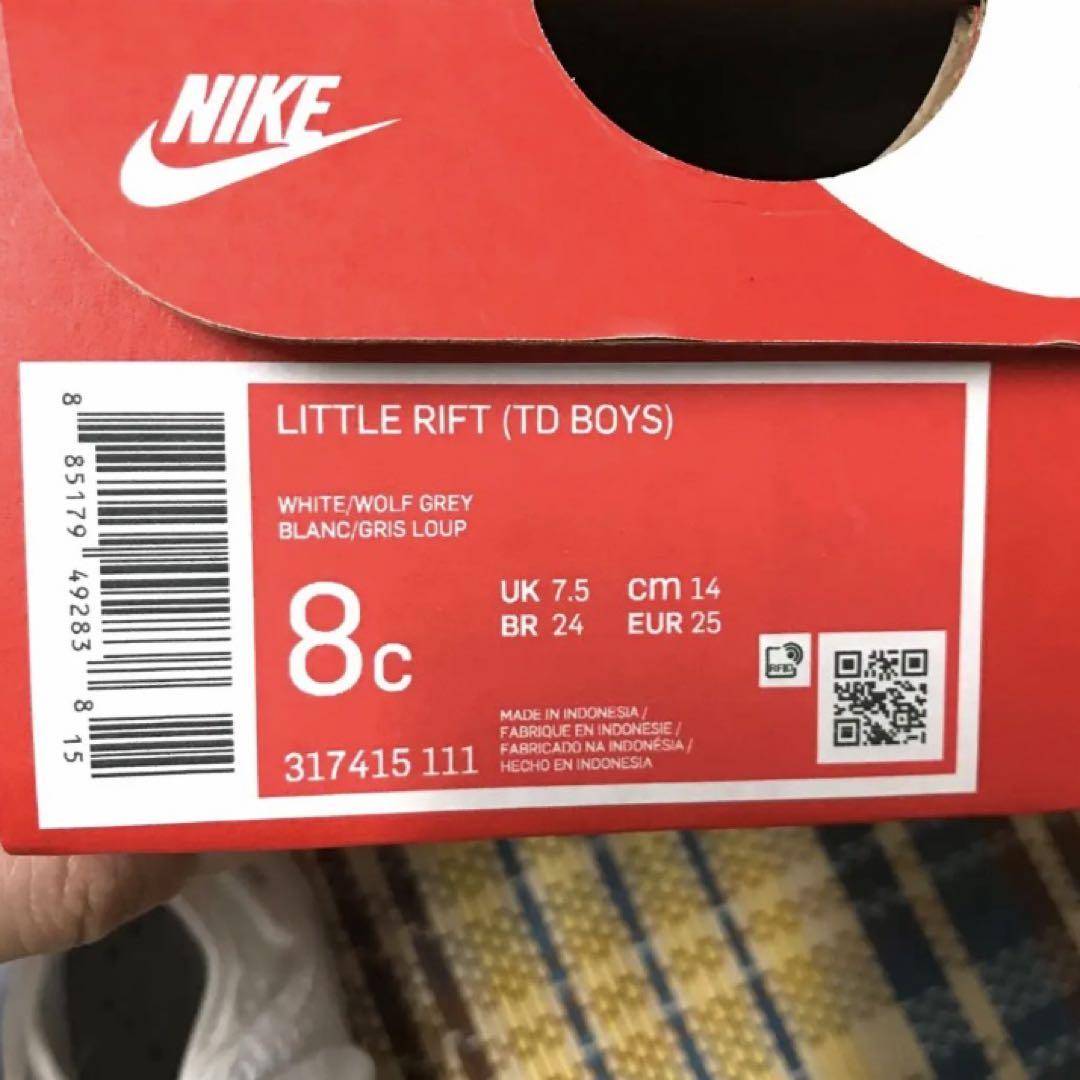 NIKE
LITTLE RIFT (TD BOYS)
WHITE/WOLF GREY
BLANC/GRIS LOUP
8C
UK 7.5 cm 14
BR 24 EUR 25
RFID
MADE IN INDONESIA /
FABRIQUE EN INDONESIE /
FABRICADO NA INDONÉSIA /
HECHO EN INDONESIA
317415 111
8 85179 49283 8 15